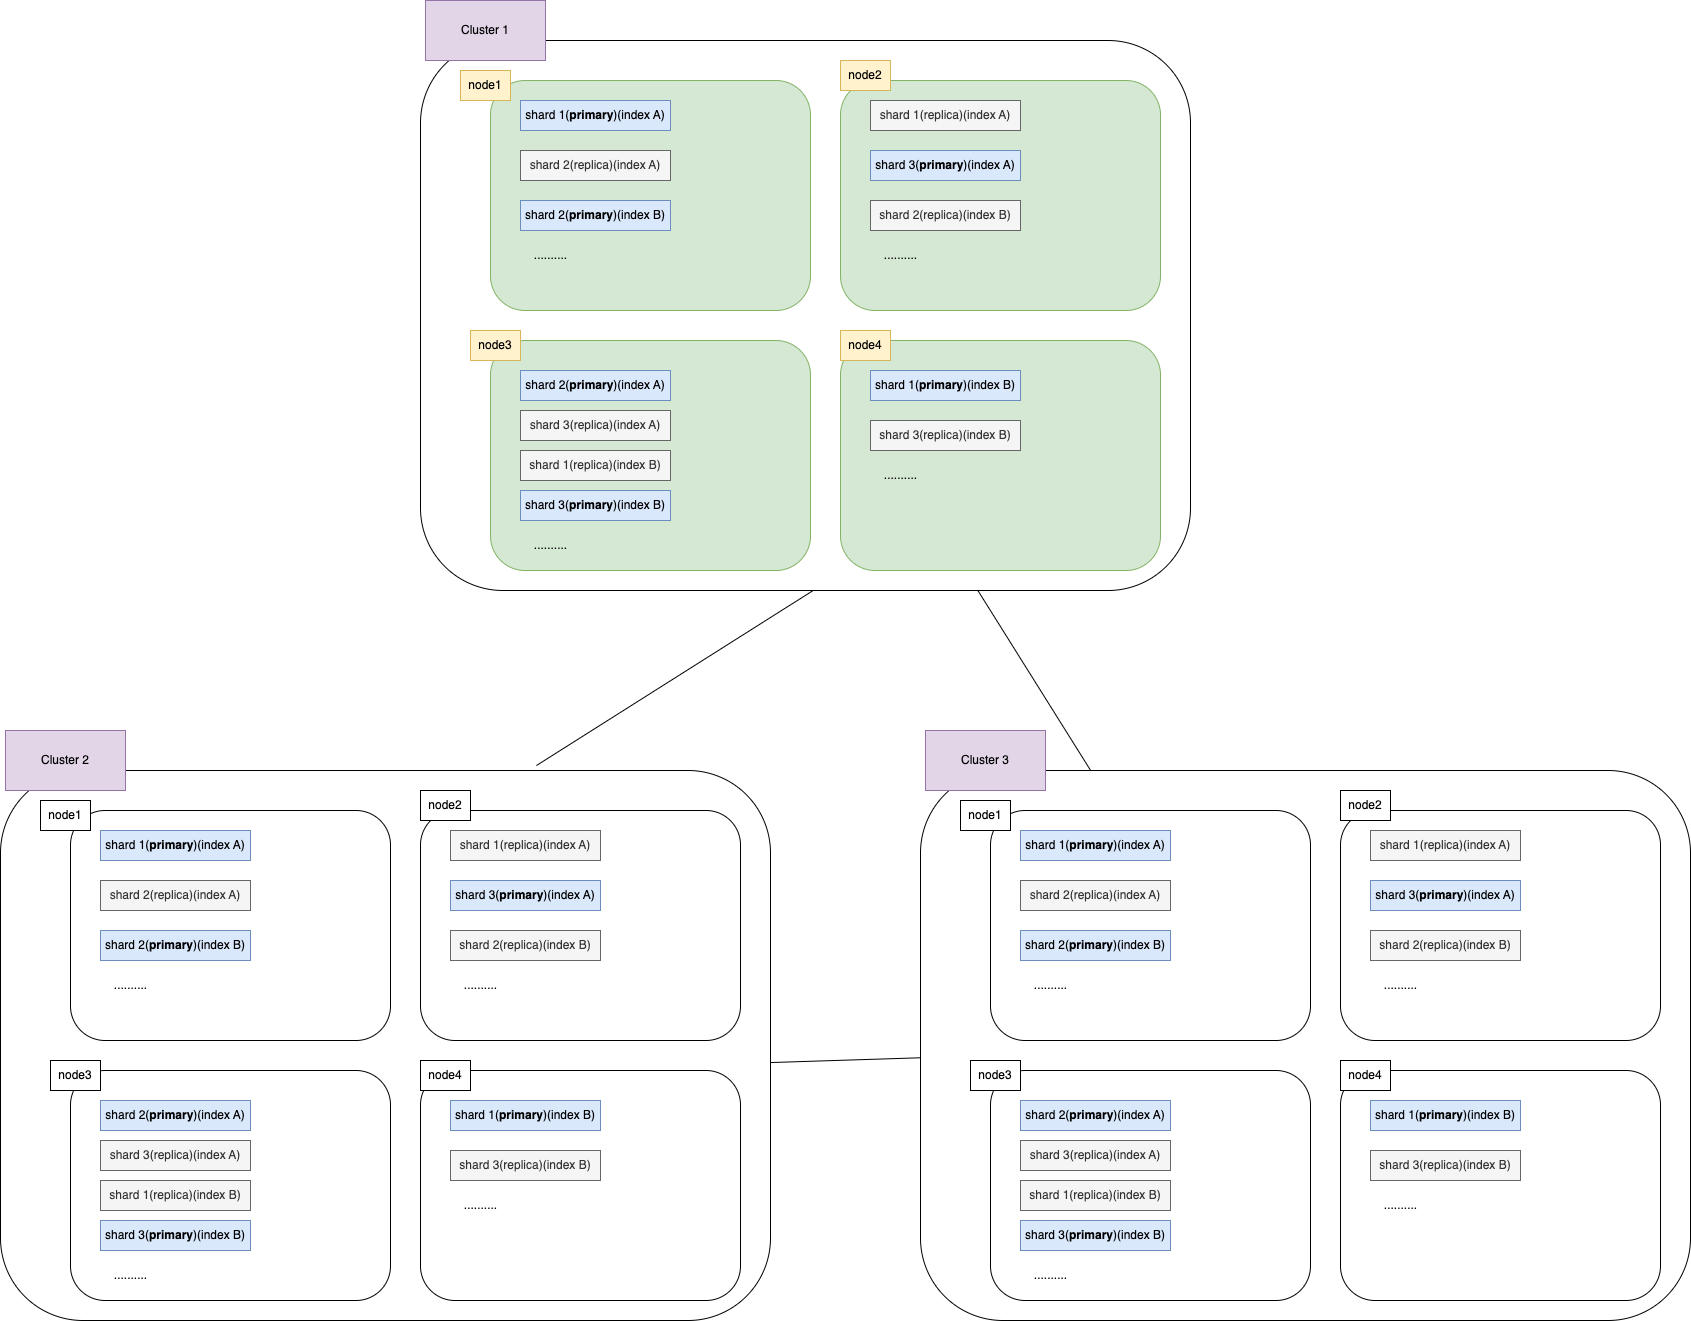 Cluster 1
node1
shard 1(primary)(index A)
shard 2(replica)(index A)
shard 2(primary)(index B)
..........
node2
shard 1(replica)(index A)
shard 3(primary)(index A)
shard 2(replica)(index B)
..........
node3
shard 2(primary)(index A)
shard 3(replica)(index A)
shard 1(replica)(index B)
shard 3(primary)(index B)
..........
node4
shard 1(primary)(index B)
shard 3(replica)(index B)
..........
Cluster 2
node1
shard 1(primary)(index A)
shard 2(replica)(index A)
shard 2(primary)(index B)
..........
node2
shard 1(replica)(index A)
shard 3(primary)(index A)
shard 2(replica)(index B)
..........
node3
shard 2(primary)(index A)
shard 3(replica)(index A)
shard 1(replica)(index B)
shard 3(primary)(index B)
..........
node4
shard 1(primary)(index B)
shard 3(replica)(index B)
..........
Cluster 3
node1
shard 1(primary)(index A)
shard 2(replica)(index A)
shard 2(primary)(index B)
..........
node2
shard 1(replica)(index A)
shard 3(primary)(index A)
shard 2(replica)(index B)
..........
node3
shard 2(primary)(index A)
shard 3(replica)(index A)
shard 1(replica)(index B)
shard 3(primary)(index B)
..........
node4
shard 1(primary)(index B)
shard 3(replica)(index B)
..........